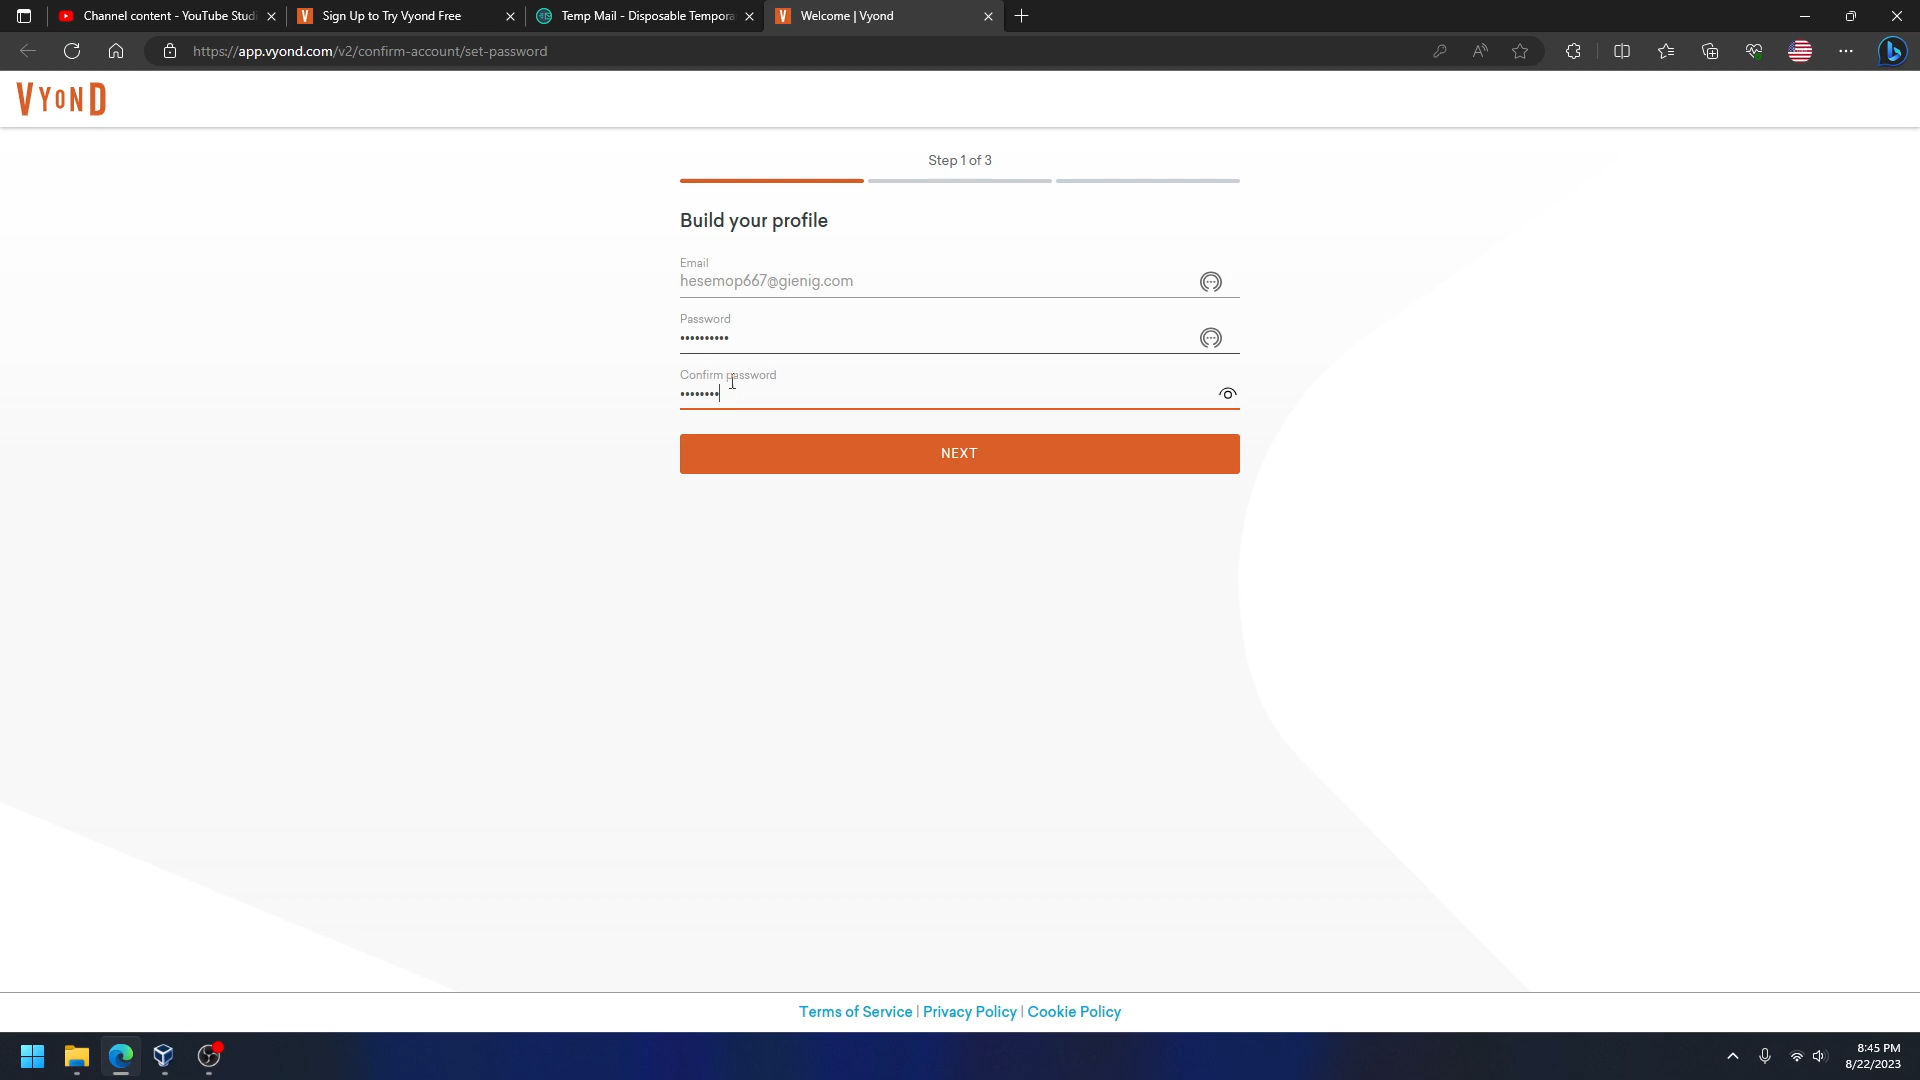 Channel content - YouTube Studi
Sign Up to Try Vyond Free
Temp Mail - Disposable Tempora
Welcome | Vyond
https://app.vyond.com/v2/confirm-account/set-password
VYOND
Step 1 of 3
Build your profile
Email
hesemop667@gienig.com
Password
••••••••••
Confirm password
••••••••
NEXT
Terms of Service | Privacy Policy | Cookie Policy
8:45 PM
8/22/2023